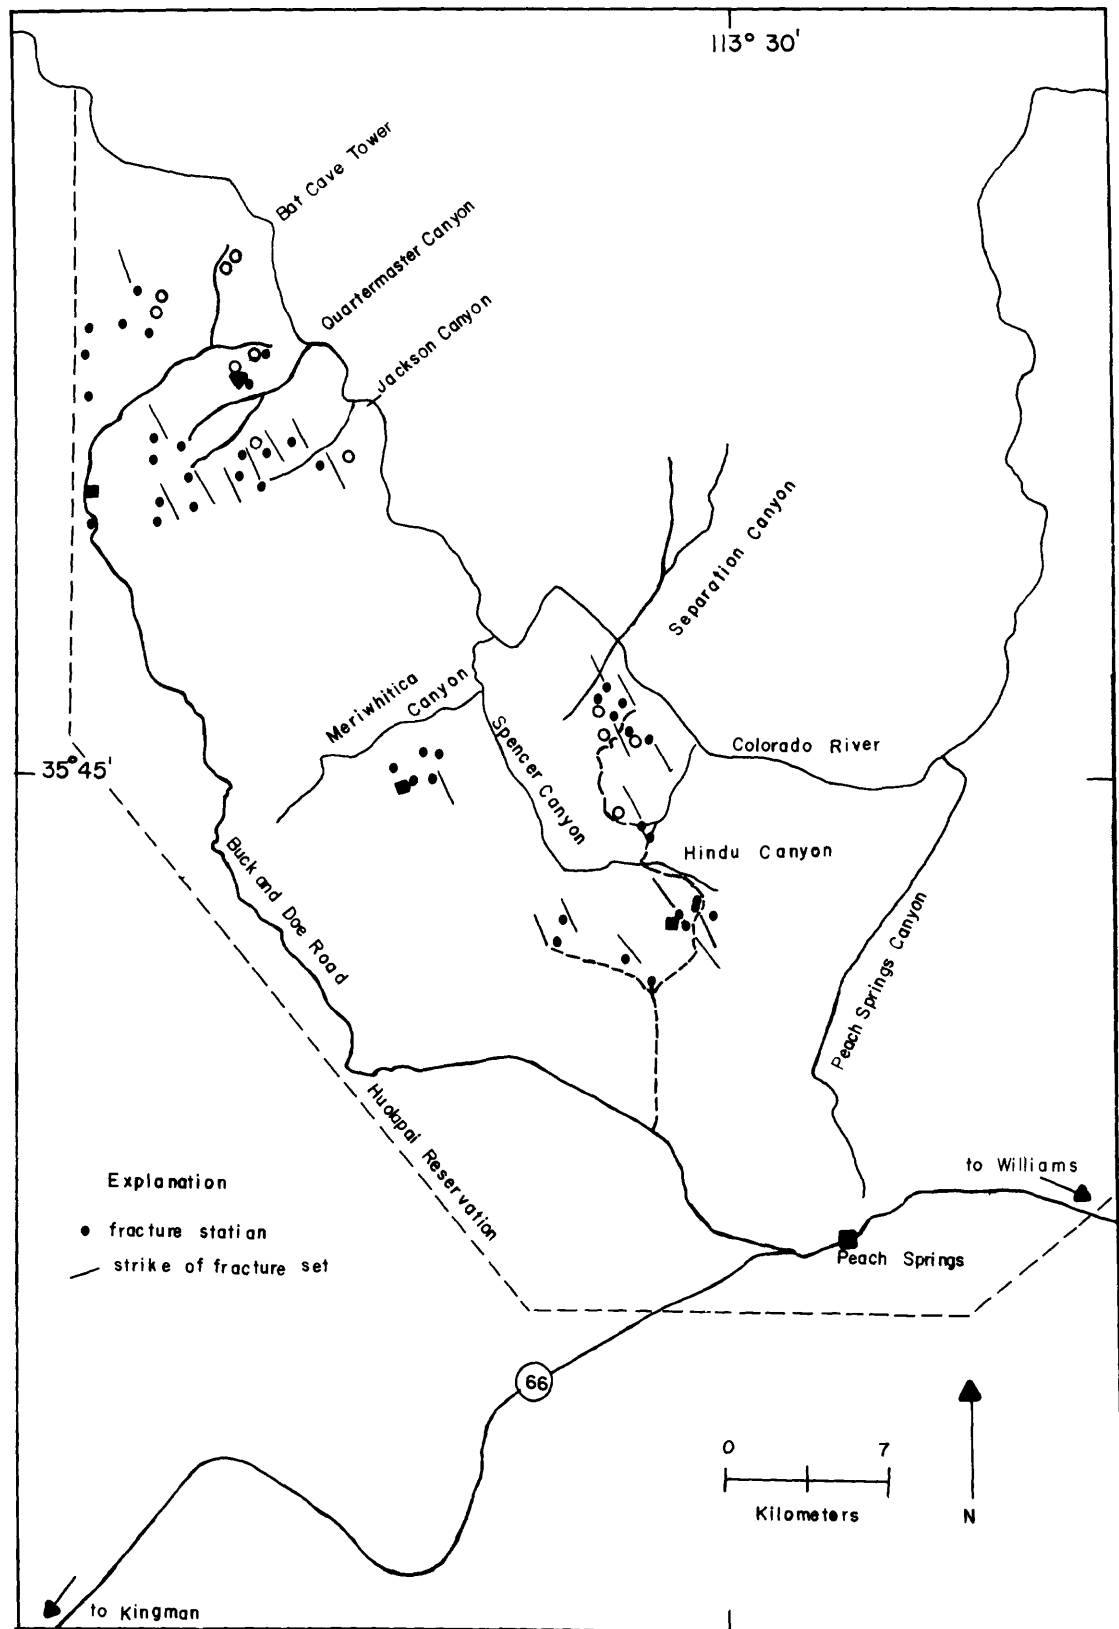 113° 30'
Bat Cave Tower
Quartermaster Canyon
Jackson Canyon
Separation Canyon
Meriwhitica
Canyon
Spencer Canyon
Colorado River
35° 45'
Hindu Canyon
Buck and Doe Road
Peach Springs Canyon
Hualapai Reservation
to Williams
Explanation
fracture statian
strike of fracture set
Peach Springs
66
0 7
Kilometers
N
to Kingman